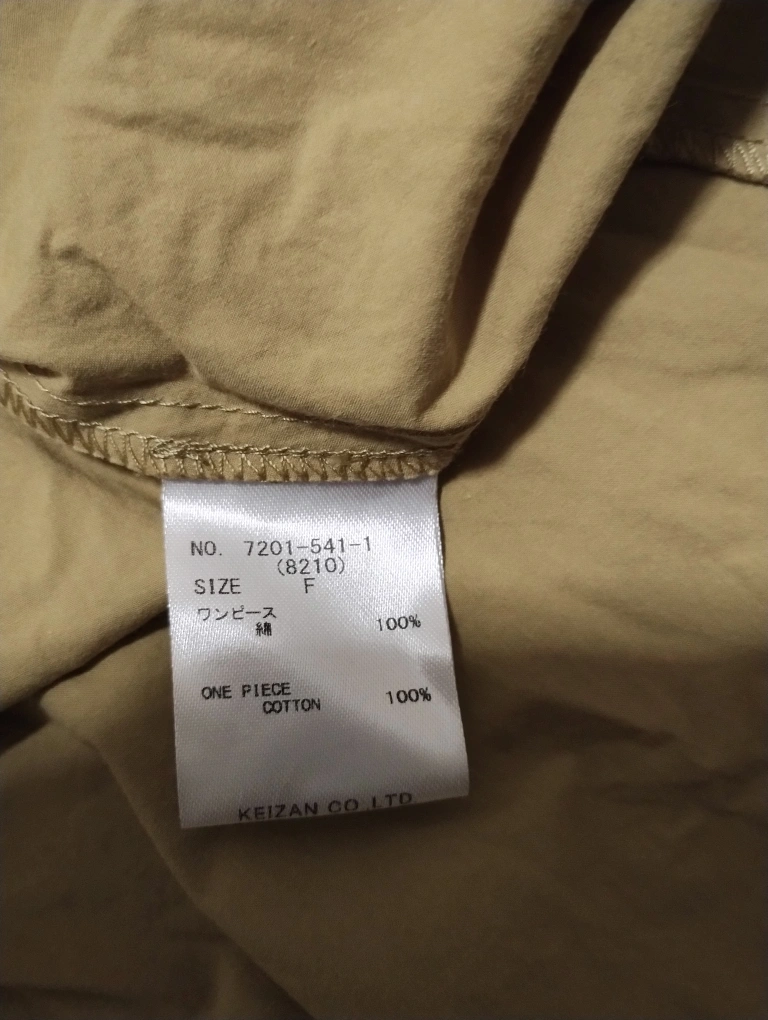 NO. 7201-541-1
(8210)
SIZE F
ワンピース
綿 100%
ONE PIECE
COTTON 100%
KEIZAN CO.LTD